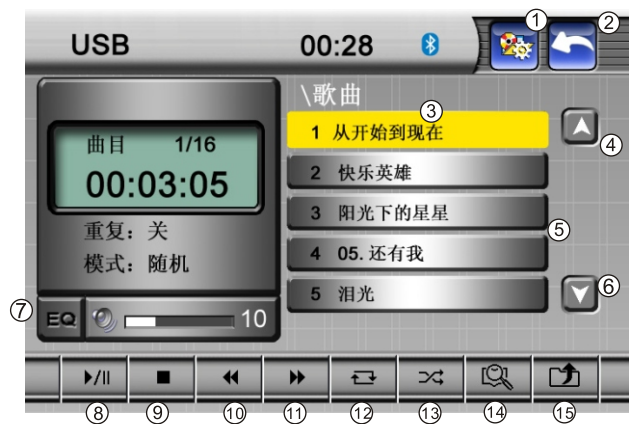 USB 00:28 ① ②
\歌曲
③
1 从开始到现在
④
曲目 1/16
00:03:05
2 快乐英雄
3 阳光下的星星
⑤
重复：关
模式：随机
4 05.还有我
5 泪光
⑥
⑦ EQ 10
▶/II ■ ◀◀ ▶▶
⑧ ⑨ ⑩ ⑪ ⑫ ⑬ ⑭ ⑮